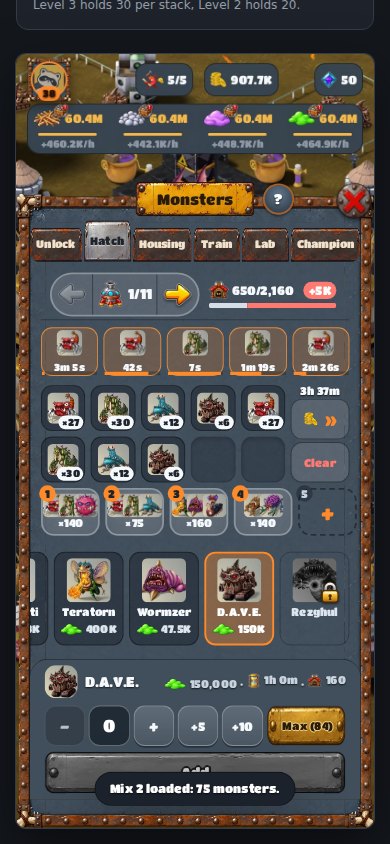 Level 3 holds 30 per stack, Level 2 holds 20.
38
5/5
907.7K
50
60.4M
60.4M
60.4M
60.4M
+460.2K/h
+442.1K/h
+448.7K/h
+464.9K/h
Monsters
?
Unlock
Hatch
Housing
Train
Lab
Champion
1/11
650/2,160
+5K
3m 5s
42s
7s
1m 19s
2m 26s
3h 37m
×27
×30
×12
×6
×27
×30
×12
×6
Clear
1
2
3
4
5
×140
×75
×160
×140
+
ti
Teratorn
Wormzer
D.A.V.E.
Rezghul
K
400K
47.5K
150K
D.A.V.E.
150,000 · 1h 0m · 160
−
0
+
+5
+10
Max (84)
Mix 2 loaded: 75 monsters.